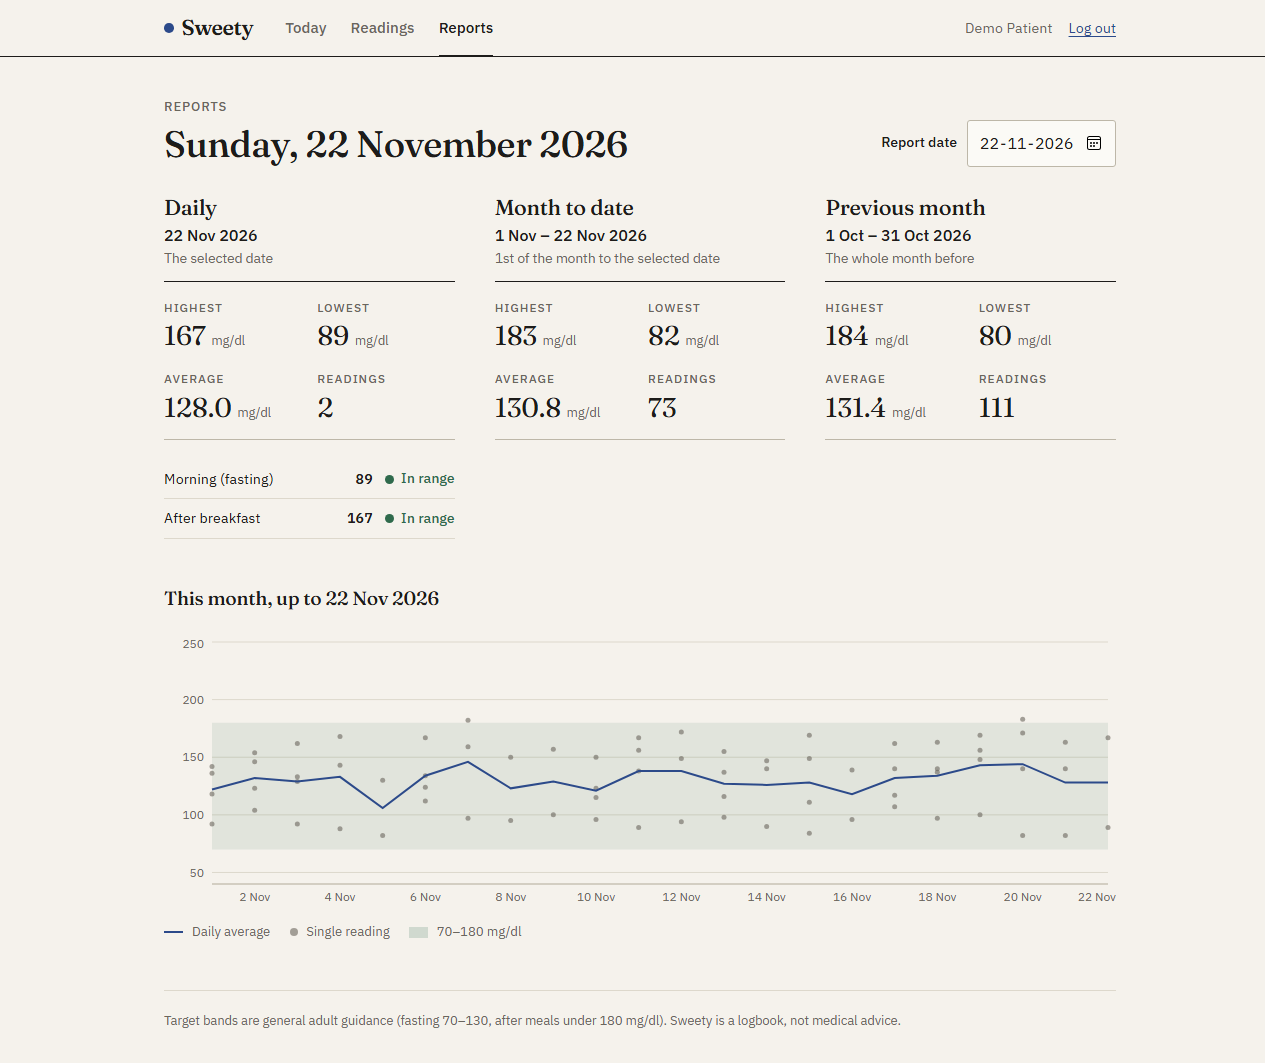 Sweety Today Readings Reports Demo Patient Log out
REPORTS
Sunday, 22 November 2026
Report date 22-11-2026
Daily
22 Nov 2026
The selected date
HIGHEST LOWEST
167 mg/dl 89 mg/dl
AVERAGE READINGS
128.0 mg/dl 2
Morning (fasting) 89 In range
After breakfast 167 In range
Month to date
1 Nov – 22 Nov 2026
1st of the month to the selected date
HIGHEST LOWEST
183 mg/dl 82 mg/dl
AVERAGE READINGS
130.8 mg/dl 73
Previous month
1 Oct – 31 Oct 2026
The whole month before
HIGHEST LOWEST
184 mg/dl 80 mg/dl
AVERAGE READINGS
131.4 mg/dl 111
This month, up to 22 Nov 2026
250
200
150
100
50
2 Nov 4 Nov 6 Nov 8 Nov 10 Nov 12 Nov 14 Nov 16 Nov 18 Nov 20 Nov 22 Nov
Daily average Single reading 70–180 mg/dl
Target bands are general adult guidance (fasting 70–130, after meals under 180 mg/dl). Sweety is a logbook, not medical advice.